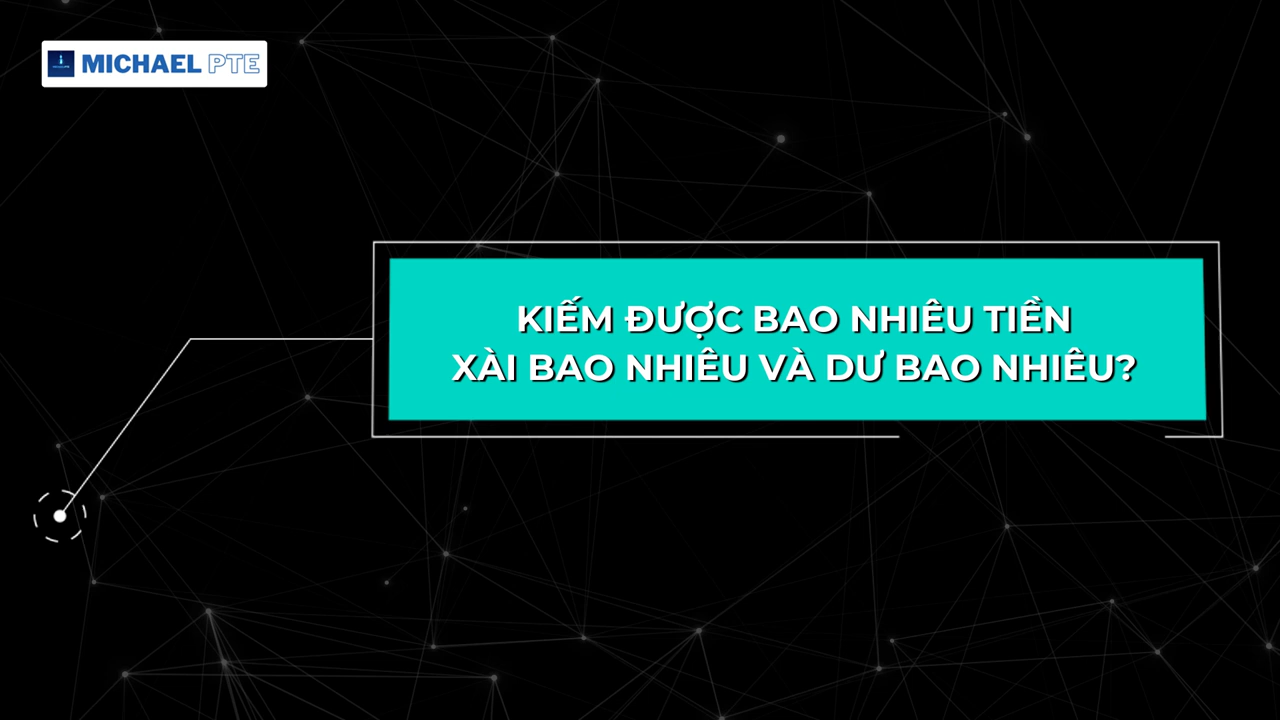 MICHAEL PTE
KIẾM ĐƯỢC BAO NHIÊU TIỀN
XÀI BAO NHIÊU VÀ DƯ BAO NHIÊU?